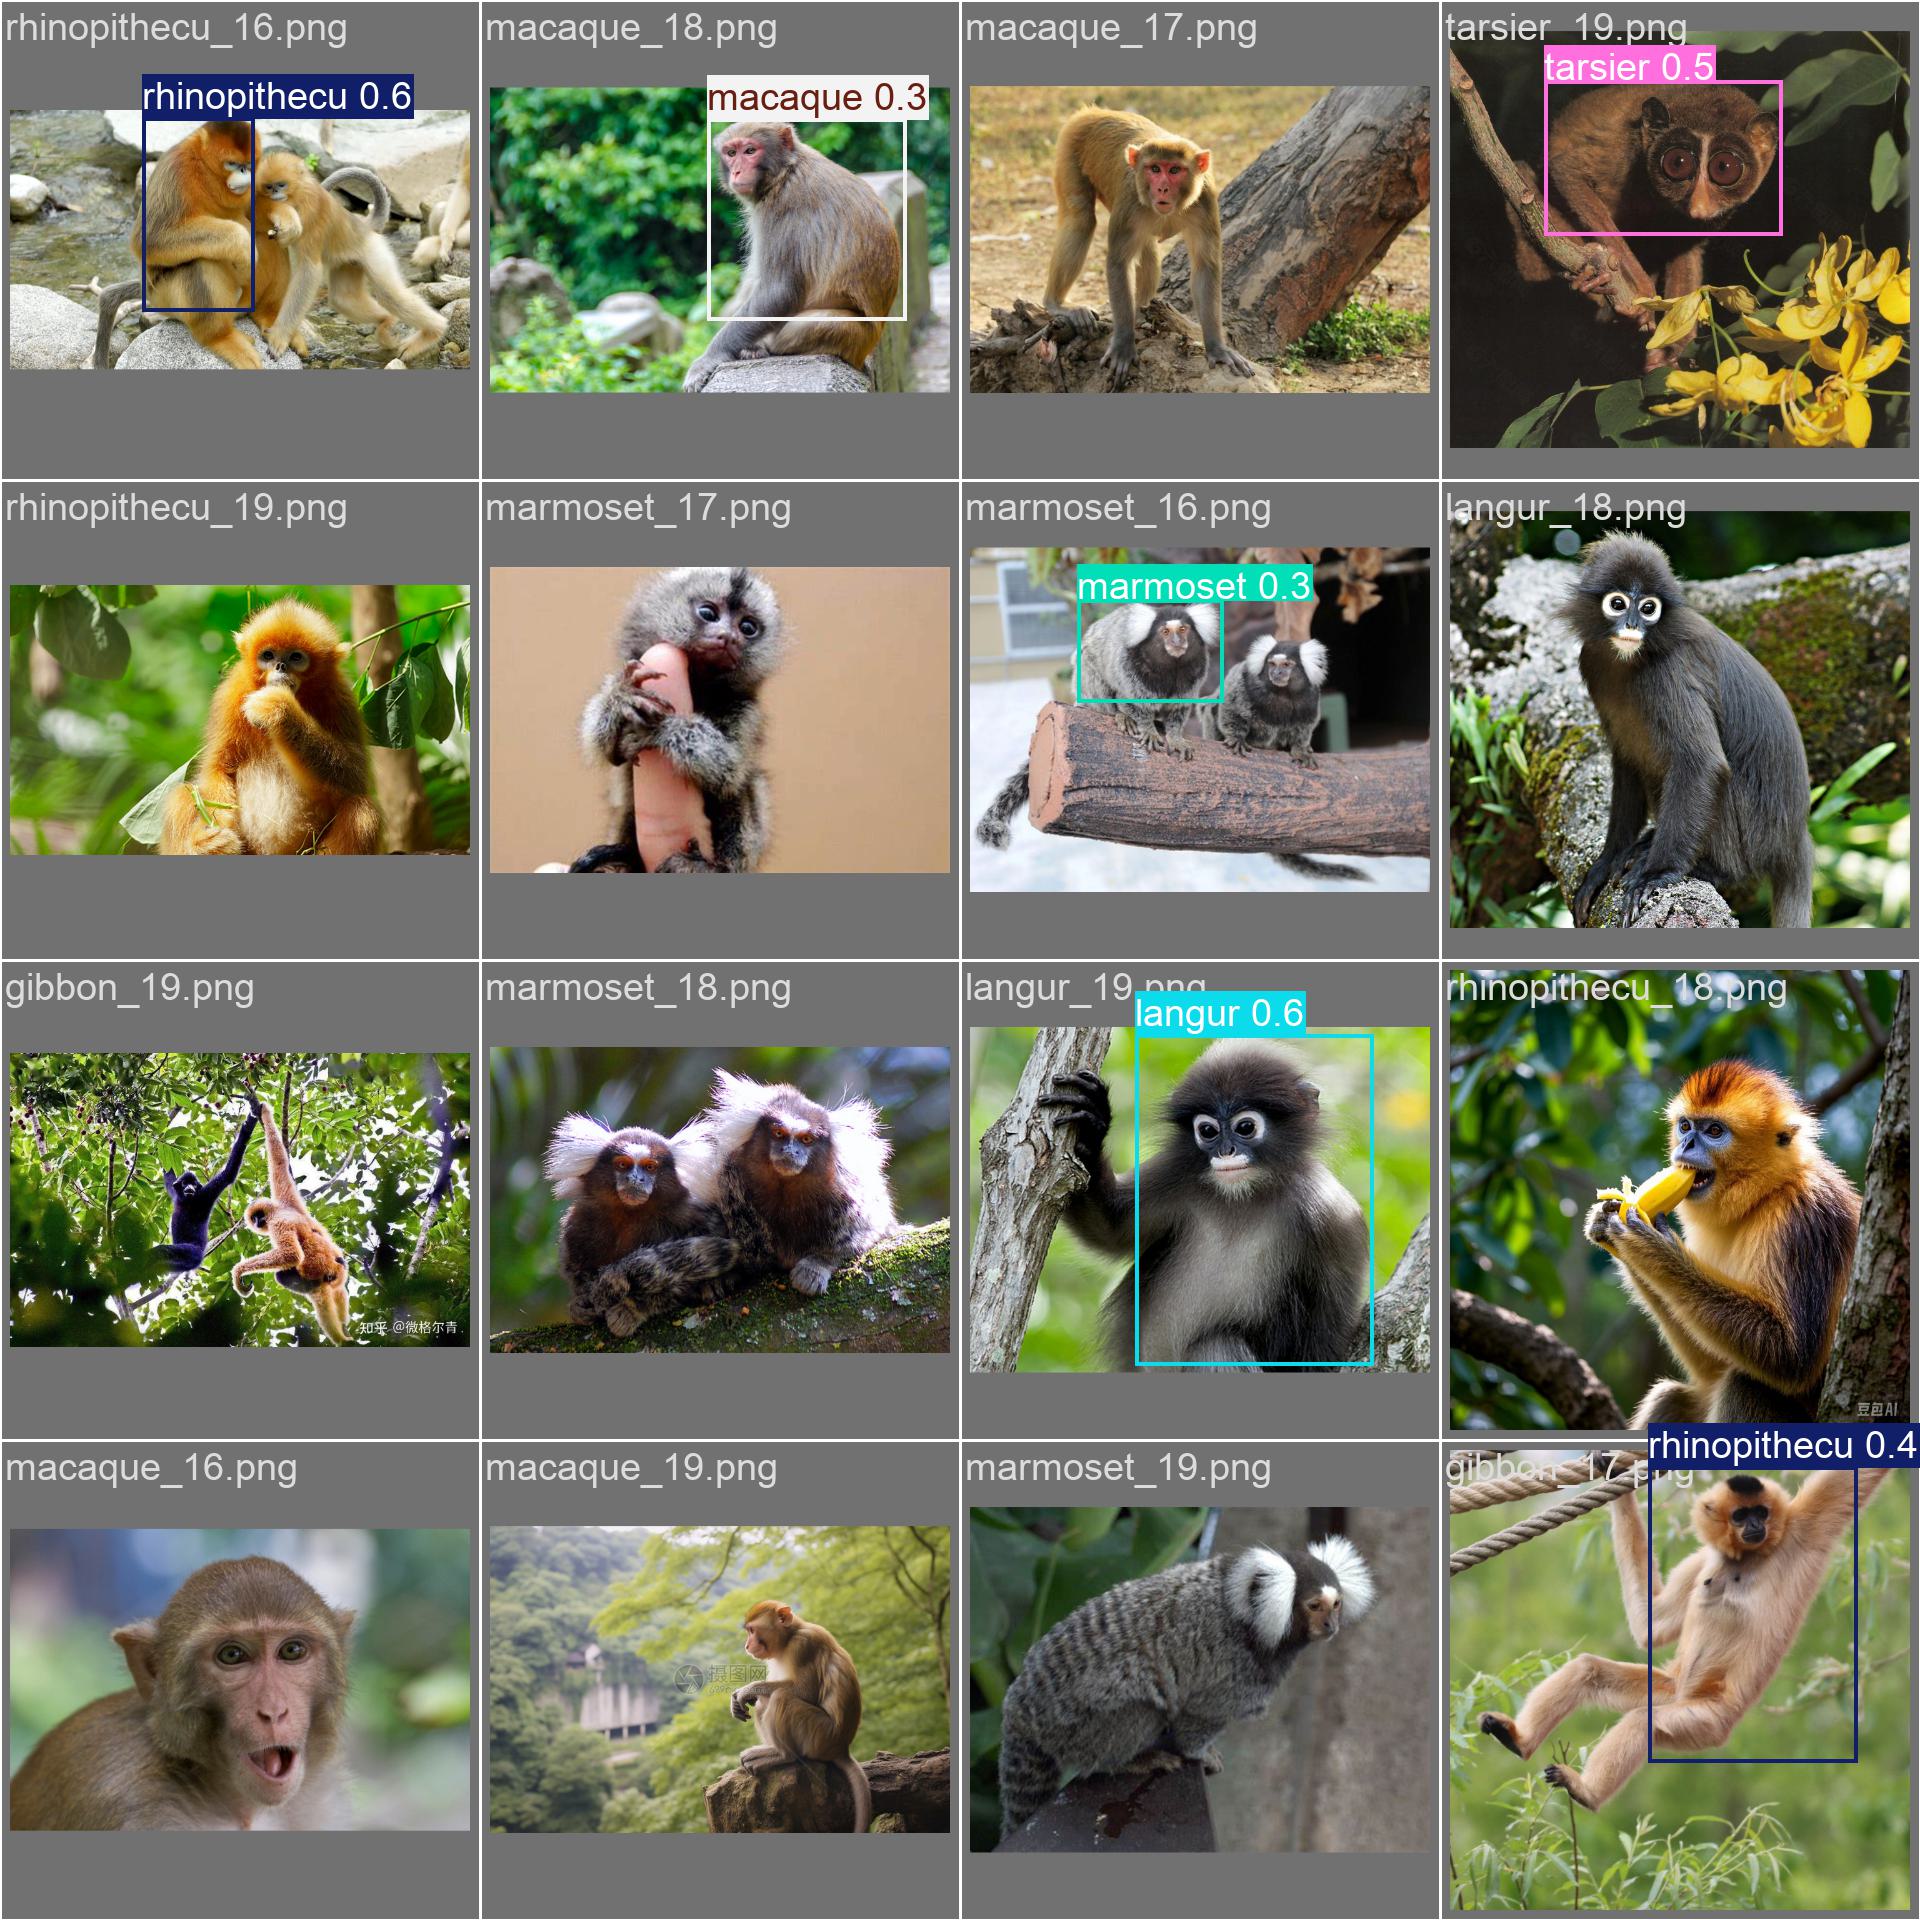 rhinopithecu_16.png
macaque_18.png
macaque_17.png
tarsier_19.png
rhinopithecu 0.6
macaque 0.3
tarsier 0.5
rhinopithecu_19.png
marmoset_17.png
marmoset_16.png
langur_18.png
marmoset 0.3
gibbon_19.png
marmoset_18.png
langur_19.png
rhinopithecu_18.png
langur 0.6
知乎 @微格尔青
豆包AI
macaque_16.png
macaque_19.png
marmoset_19.png
gibbon_17.png
rhinopithecu 0.4
摄图网